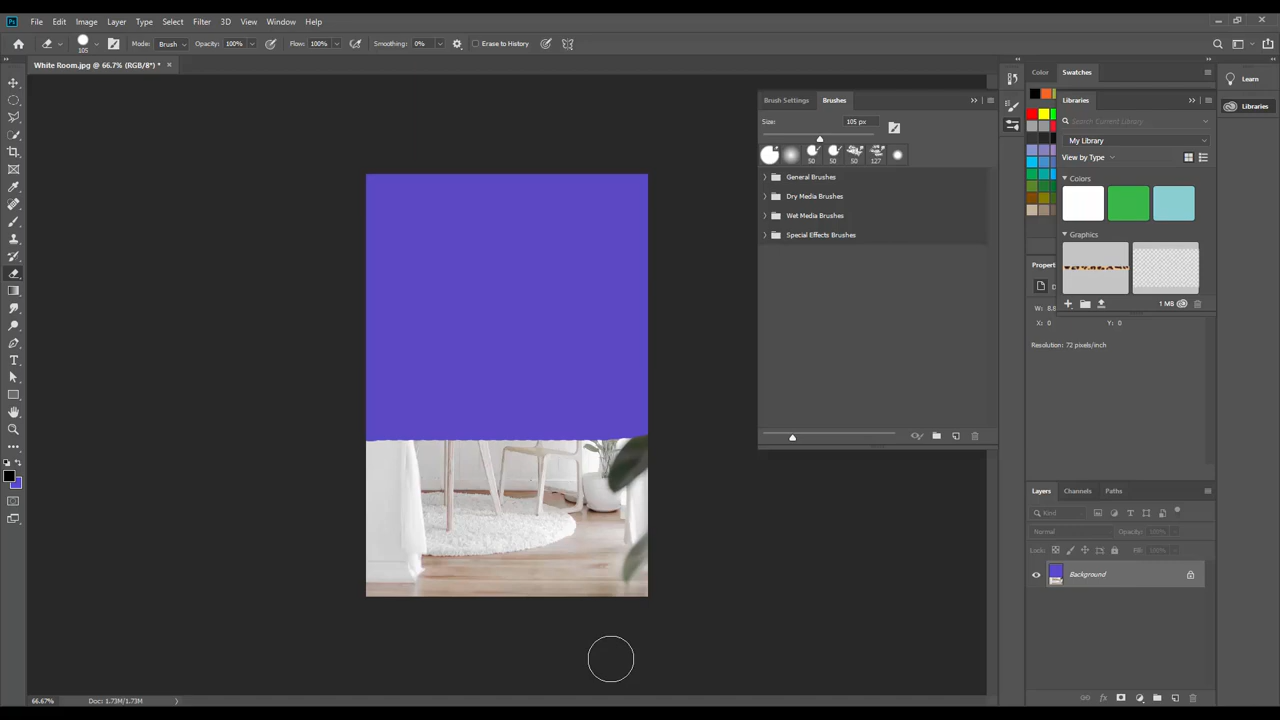 Ps File Edit Image Layer Type Select Filter 3D View Window Help
105 Mode: Brush Opacity: 100% Flow: 100% Smoothing: 0% Erase to History
White Room.jpg @ 66.7% (RGB/8*) *
Color Swatches
Learn
Libraries
Brush Settings Brushes
Size: 105 px
50 50 50 127
General Brushes
Dry Media Brushes
Wet Media Brushes
Special Effects Brushes
Libraries
Search Current Library...
My Library
View by Type
Colors
Graphics
1 MB
W: 8.8
X: 0 Y: 0
Resolution: 72 pixels/inch
Layers Channels Paths
Kind
Normal Opacity: 100%
Lock: Fill: 100%
Background
66.67% Doc: 1.73M/1.73M